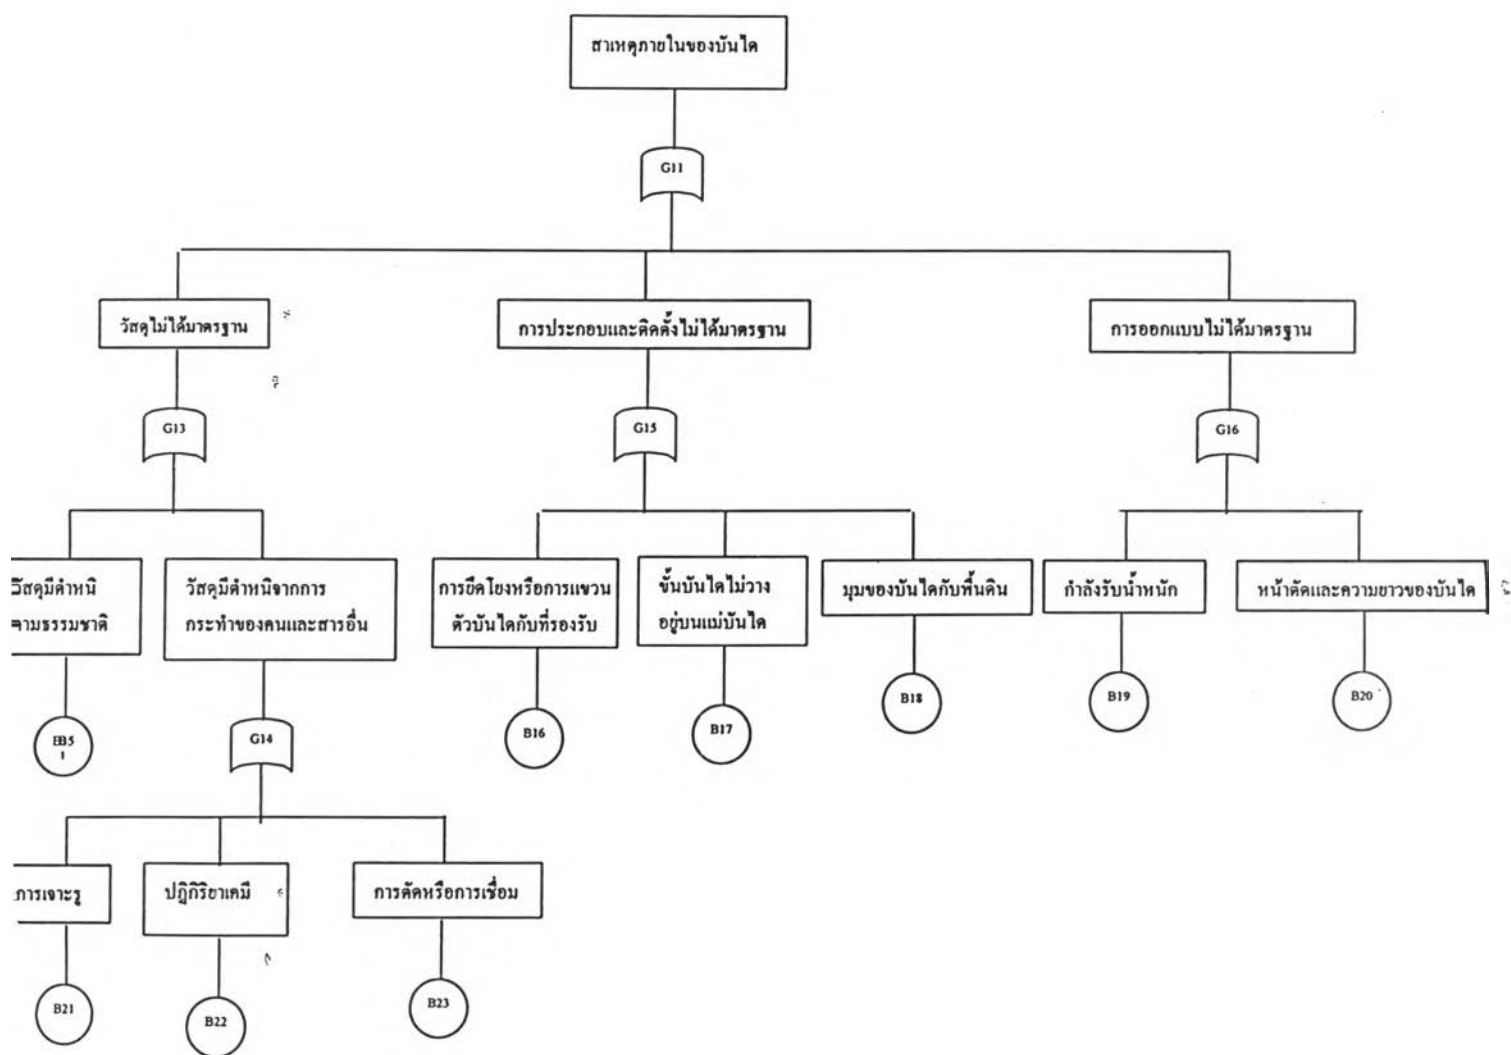 สาเหตุภายในของบันได
G11
วัสดุไม่ได้มาตรฐาน
การประกอบและติดตั้งไม่ได้มาตรฐาน
การออกแบบไม่ได้มาตรฐาน
G13
G15
G16
วัสดุมีตำหนิ
ตามธรรมชาติ
วัสดุมีตำหนิจากการ
กระทำของคนและสารอื่น
การยึดโยงหรือการแขวน
ตัวบันไดกับที่รองรับ
ขั้นบันไดไม่วาง
อยู่บนแม่บันได
มุมของบันไดกับพื้นดิน
กำลังรับน้ำหนัก
หน้าตัดและความยาวของบันได
G14
B16
B17
B18
B19
B20
การเจาะรู
ปฏิกิริยาเคมี
การตัดหรือการเชื่อม
B21
B22
B23